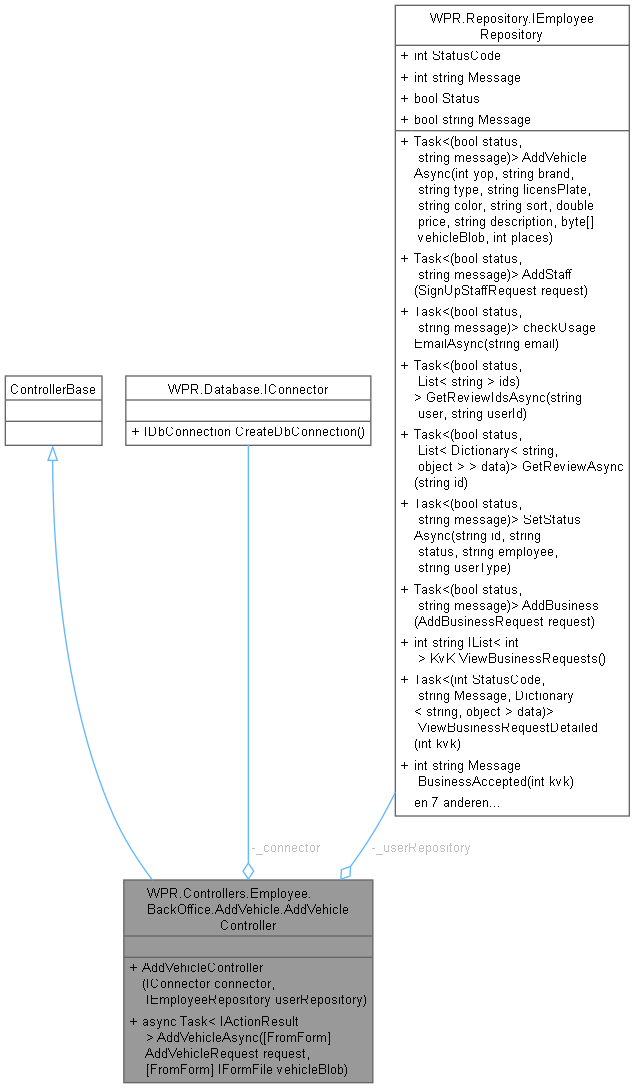 WPR.Repository.IEmployee
Repository
+ int StatusCode
+ int string Message
+ bool Status
+ bool string Message
+ Task<(bool status,
string message)> AddVehicle
Async(int yop, string brand,
string type, string licensPlate,
string color, string sort, double
price, string description, byte[]
vehicleBlob, int places)
+ Task<(bool status,
string message)> AddStaff
(SignUpStaffRequest request)
+ Task<(bool status,
string message)> checkUsage
EmailAsync(string email)
+ Task<(bool status,
List< string > ids)
> GetReviewIdsAsync(string
user, string userId)
+ Task<(bool status,
List< Dictionary< string,
object > > data)> GetReviewAsync
(string id)
+ Task<(bool status,
string message)> SetStatus
Async(string id, string
status, string employee,
string userType)
+ Task<(bool status,
string message)> AddBusiness
(AddBusinessRequest request)
+ int string IList< int
> KvK ViewBusinessRequests()
+ Task<(int StatusCode,
string Message, Dictionary
< string, object > data)>
ViewBusinessRequestDetailed
(int kvk)
+ int string Message
BusinessAccepted(int kvk)
en 7 anderen...
ControllerBase
WPR.Database.IConnector
+ IDbConnection CreateDbConnection()
-_connector
-_userRepository
WPR.Controllers.Employee.
BackOffice.AddVehicle.AddVehicle
Controller
+ AddVehicleController
(IConnector connector,
IEmployeeRepository userRepository)
+ async Task< IActionResult
> AddVehicleAsync([FromForm]
AddVehicleRequest request,
[FromForm] IFormFile vehicleBlob)